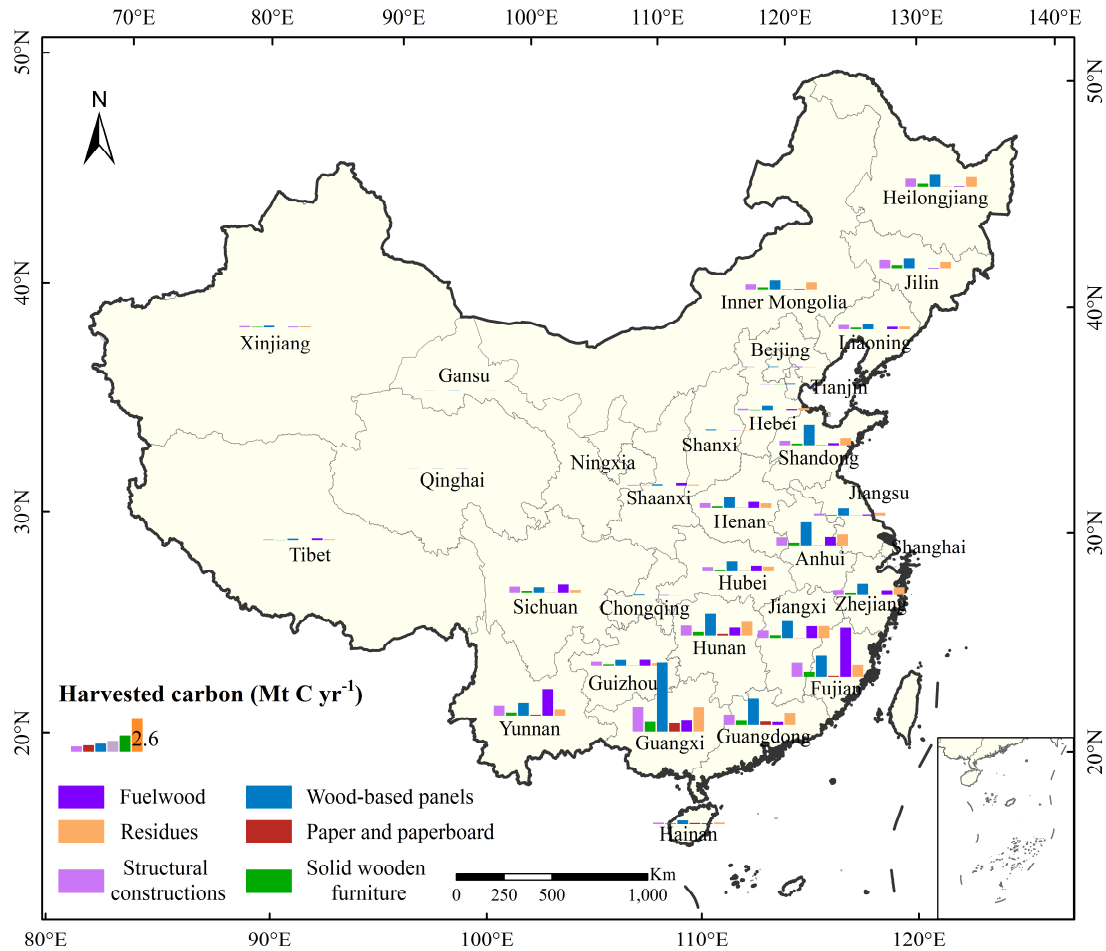 70°E 80°E 90°E 100°E 110°E 120°E 130°E 140°E
50°N
50°N
N
Heilongjiang
Jilin
40°N
Inner Mongolia
40°N
Xinjiang
Liaoning
Beijing
Gansu
Tianjin
Hebei
Shanxi
Shandong
Ningxia
Qinghai
Shaanxi
Jiangsu
30°N
Henan
30°N
Shanghai
Tibet
Anhui
Hubei
Sichuan
Chongqing
Jiangxi
Zhejiang
Hunan
Guizhou
Fujian
Harvested carbon (Mt C yr-1)
Yunnan
Guangxi
Guangdong
20°N
2.6
20°N
Fuelwood
Wood-based panels
Residues
Paper and paperboard
Hainan
Structural
constructions
Solid wooden
furniture
Km
0 250 500 1,000
80°E 90°E 100°E 110°E 120°E